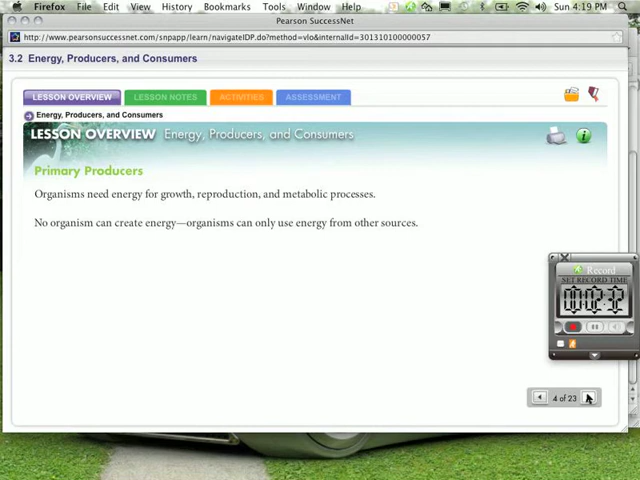 Firefox File Edit View History Bookmarks Tools Window Help Sun 4:19 PM
Pearson SuccessNet
http://www.pearsonsuccessnet.com/snpapp/learn/navigateIDP.do?method=vlo&internalId=301310100000057
3.2 Energy, Producers, and Consumers
LESSON OVERVIEW LESSON NOTES ACTIVITIES ASSESSMENT
Energy, Producers, and Consumers
LESSON OVERVIEW Energy, Producers, and Consumers
Primary Producers
Organisms need energy for growth, reproduction, and metabolic processes.
No organism can create energy—organisms can only use energy from other sources.
Record
SET RECORD TIME
4 of 23